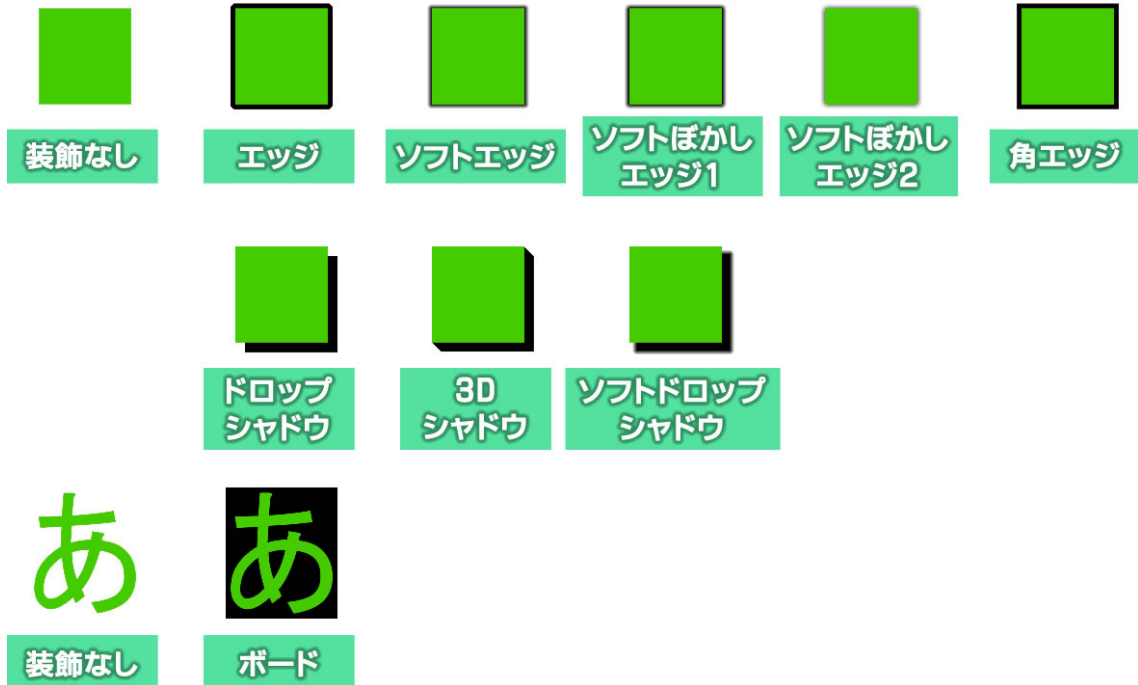 装飾なし
エッジ
ソフトエッジ
ソフトぼかし
エッジ1
ソフトぼかし
エッジ2
角エッジ
ドロップ
シャドウ
3D
シャドウ
ソフトドロップ
シャドウ
あ
あ
装飾なし
ボード